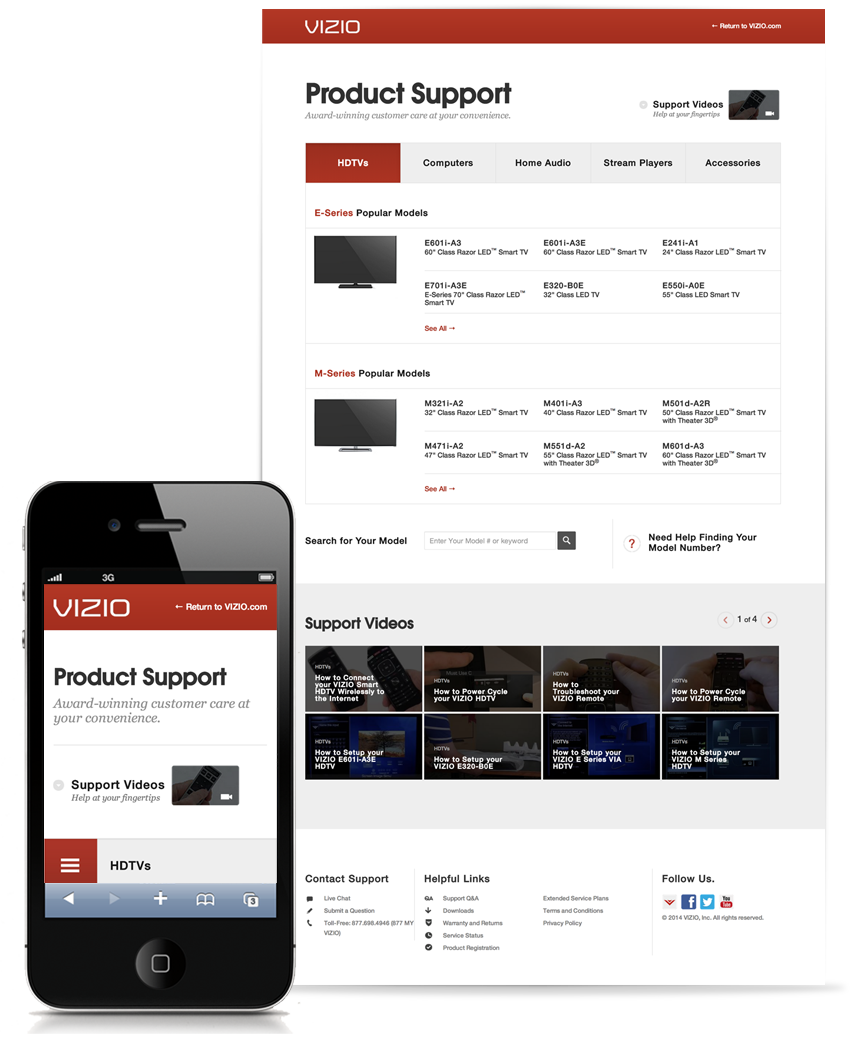 VIZIO
← Return to VIZIO.com
Product Support
Award-winning customer care at your convenience.
Support Videos
Help at your fingertips
HDTVs
Computers
Home Audio
Stream Players
Accessories
E-Series Popular Models
E601i-A3
60" Class Razor LED™ Smart TV
E601i-A3E
60" Class Razor LED™ Smart TV
E241i-A1
24" Class Razor LED™ Smart TV
E701i-A3E
E-Series 70" Class Razor LED™
Smart TV
E320-B0E
32" Class LED TV
E550i-A0E
55" Class LED Smart TV
See All →
M-Series Popular Models
M321i-A2
32" Class Razor LED™ Smart TV
M401i-A3
40" Class Razor LED™ Smart TV
M501d-A2R
50" Class Razor LED™ Smart TV
with Theater 3D®
M471i-A2
47" Class Razor LED™ Smart TV
M551d-A2
55" Class Razor LED™ Smart TV
with Theater 3D®
M601d-A3
60" Class Razor LED™ Smart TV
with Theater 3D®
See All →
Search for Your Model
Enter Your Model # or keyword
?
Need Help Finding Your
Model Number?
Support Videos
1 of 4
HDTVs
How to Connect
your VIZIO Smart
HDTV Wirelessly to
the Internet
HDTVs
How to Power Cycle
your VIZIO HDTV
HDTVs
How to
Troubleshoot your
VIZIO Remote
HDTVs
How to Power Cycle
your VIZIO Remote
HDTVs
How to Setup your
VIZIO E601i-A3E
HDTV
HDTVs
How to Setup your
VIZIO E320-B0E
HDTVs
How to Setup your
VIZIO E Series VIA
HDTV
HDTVs
How to Setup your
VIZIO M Series
HDTV
Contact Support
Live Chat
Submit a Question
Toll-Free: 877.698.4946 (877 MY
VIZIO)
Helpful Links
QA Support Q&A
Downloads
Warranty and Returns
Service Status
Product Registration
Extended Service Plans
Terms and Conditions
Privacy Policy
Follow Us.
f
You
Tube
© 2014 VIZIO, Inc. All rights reserved.
3G
VIZIO
← Return to VIZIO.com
Product Support
Award-winning customer care at
your convenience.
Support Videos
Help at your fingertips
HDTVs
3